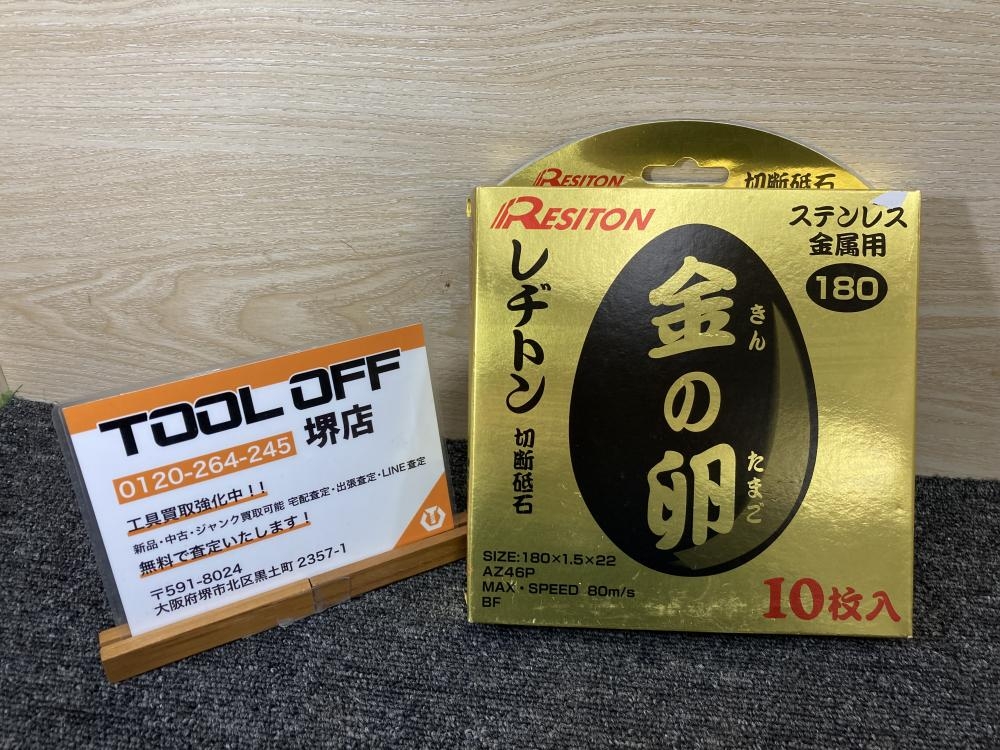 TOOL OFF
堺店
0120-264-245
工具買取強化中！！
新品・中古・ジャンク買取可能 宅配査定・出張査定・LINE査定
無料で査定いたします！
〒591-8024
大阪府堺市北区黒土町2357-1
RESITON
切断砥石
RESITON
ステンレス
金属用
180
レヂトン
切断砥石
金の卵
きん
たまご
SIZE:180×1.5×22
AZ46P
MAX・SPEED 80m/s
BF
10枚入